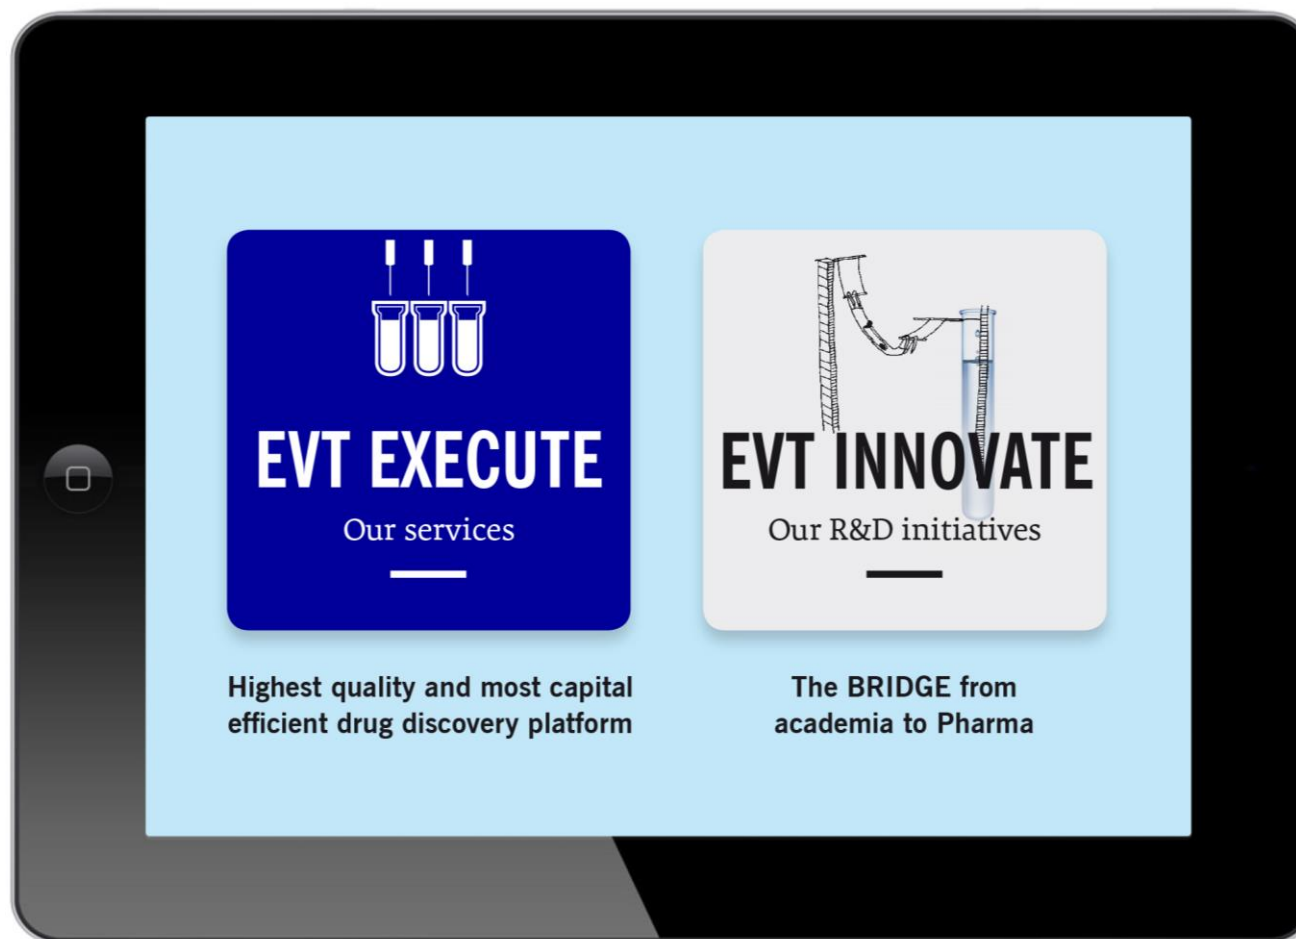 EVT EXECUTE
Our services
Highest quality and most capital
efficient drug discovery platform
EVT INNOVATE
Our R&D initiatives
The BRIDGE from
academia to Pharma